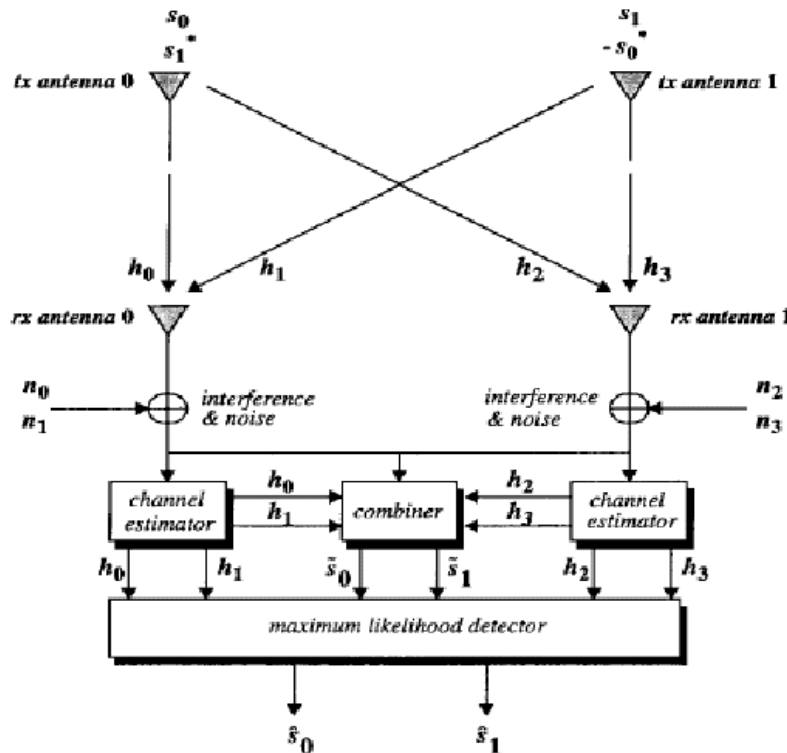 s₀ s₁
s₁* -s₀*
tx antenna 0 tx antenna 1
h₀ h₁ h₂ h₃
rx antenna 0 rx antenna 1
n₀ interference interference n₂
n₁ & noise & noise n₃
channel estimator h₀ h₁ combiner h₂ h₃ channel estimator
h₀ h₁ s̃₀ s̃₁ h₂ h₃
maximum likelihood detector
ŝ₀ ŝ₁